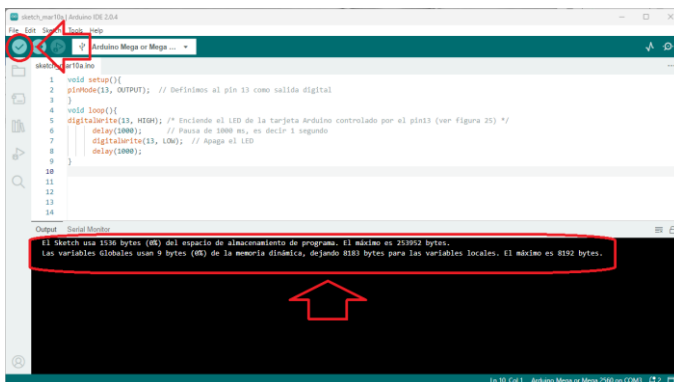 sketch_mar10a | Arduino IDE 2.0.4
File Edit Sketch Tools Help
Arduino Mega or Mega ...
sketch_mar10a.ino
1 void setup(){
2 pinMode(13, OUTPUT); // Definimos al pin 13 como salida digital
3 }
4 void loop(){
5 digitalWrite(13, HIGH); /* Enciende el LED de la tarjeta Arduino controlado por el pin13 (ver figura 25) */
6 delay(1000); // Pausa de 1000 ms, es decir 1 segundo
7 digitalWrite(13, LOW); // Apaga el LED
8 delay(1000);
9 }
10
11
12
13
14
Output Serial Monitor
El Sketch usa 1536 bytes (0%) del espacio de almacenamiento de programa. El máximo es 253952 bytes.
Las variables Globales usan 9 bytes (0%) de la memoria dinámica, dejando 8183 bytes para las variables locales. El máximo es 8192 bytes.
Ln 10, Col 1 Arduino Mega or Mega 2560 on COM3 2